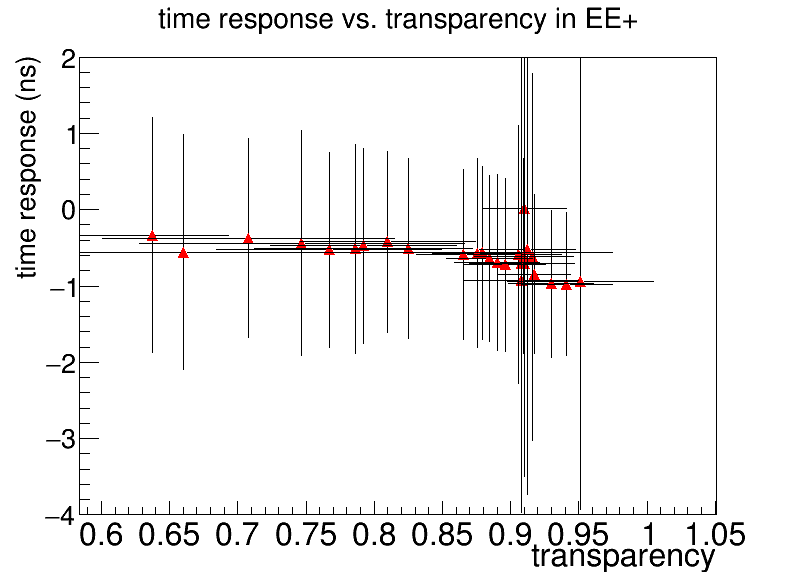 time response vs. transparency in EE+
time response (ns)
2
1
0
−1
−2
−3
−4
0.6 0.65 0.7 0.75 0.8 0.85 0.9 0.95 1 1.05
transparency